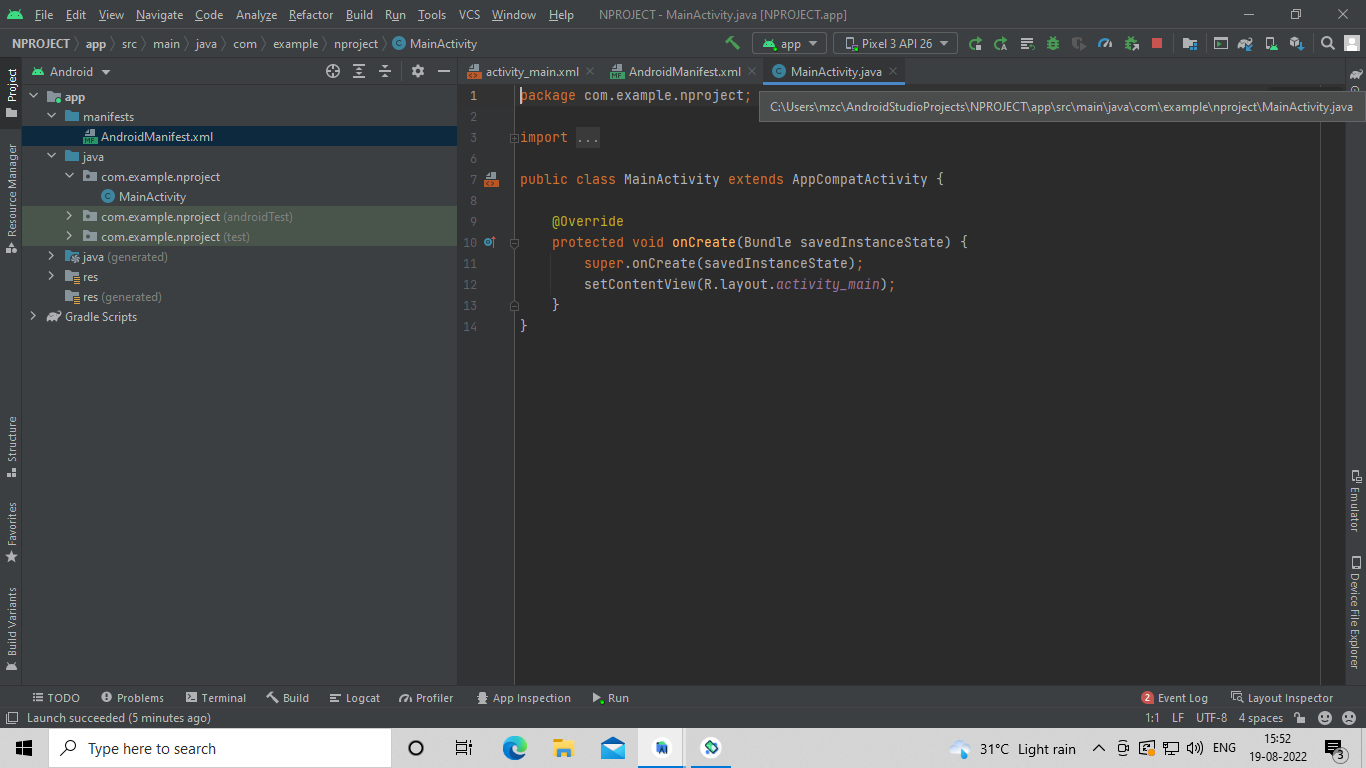 File Edit View Navigate Code Analyze Refactor Build Run Tools VCS Window Help NPROJECT - MainActivity.java [NPROJECT.app]
NPROJECT app src main java com example nproject MainActivity app Pixel 3 API 26
Project
Android
app
manifests
AndroidManifest.xml
java
com.example.nproject
MainActivity
com.example.nproject (androidTest)
com.example.nproject (test)
java (generated)
res
res (generated)
Gradle Scripts
Resource Manager
Structure
Favorites
Build Variants
activity_main.xml AndroidManifest.xml MainActivity.java
C:\Users\mzc\AndroidStudioProjects\NPROJECT\app\src\main\java\com\example\nproject\MainActivity.java
1 package com.example.nproject;
2
3 import ...
6
7 public class MainActivity extends AppCompatActivity {
8
9 @Override
10 protected void onCreate(Bundle savedInstanceState) {
11 super.onCreate(savedInstanceState);
12 setContentView(R.layout.activity_main);
13 }
14 }
Emulator
Device File Explorer
TODO Problems Terminal Build Logcat Profiler App Inspection Run 2 Event Log Layout Inspector
Launch succeeded (5 minutes ago) 1:1 LF UTF-8 4 spaces
Type here to search 31°C Light rain ENG 15:52
19-08-2022 3